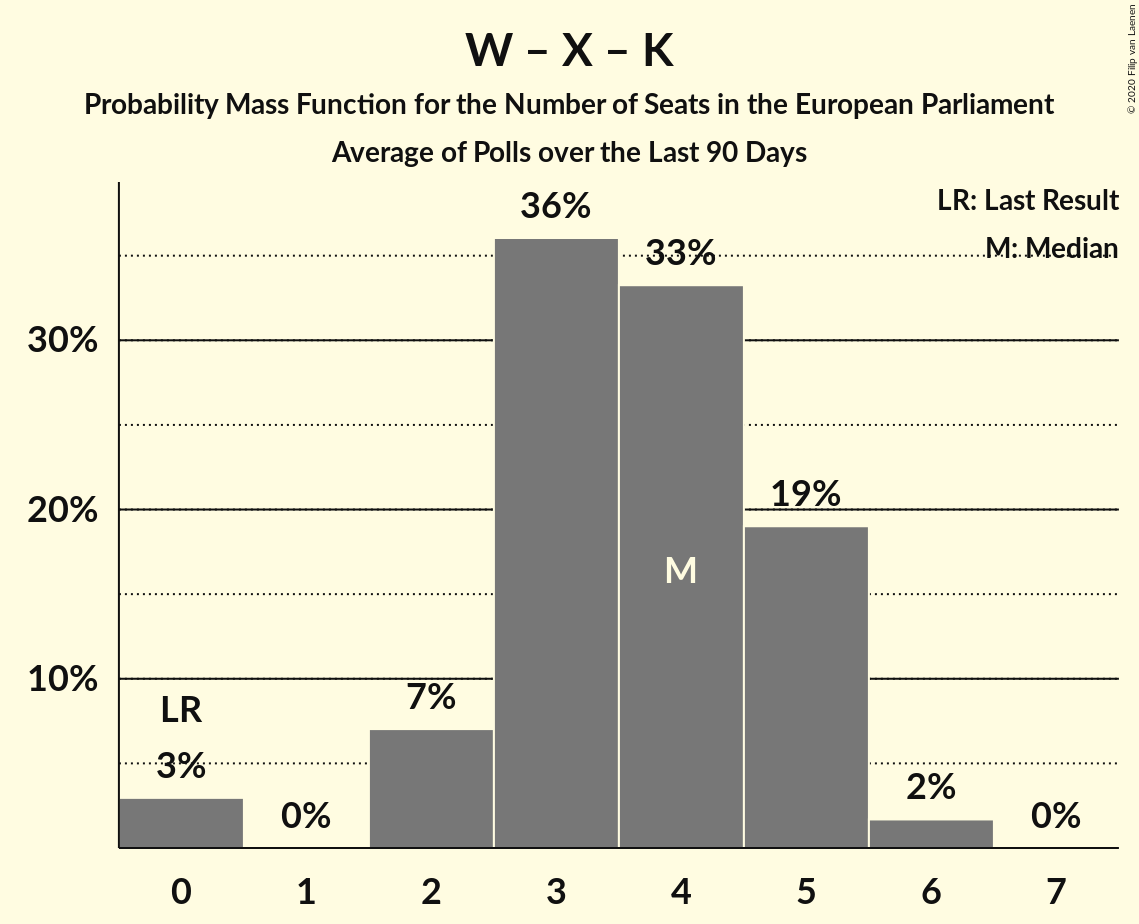 W – X – K
Probability Mass Function for the Number of Seats in the European Parliament
Average of Polls over the Last 90 Days
© 2020 Filip van Laenen
LR: Last Result
M: Median
36%
33%
30%
19%
20%
M
10%
7%
LR
3%
0%
2%
0%
0 1 2 3 4 5 6 7